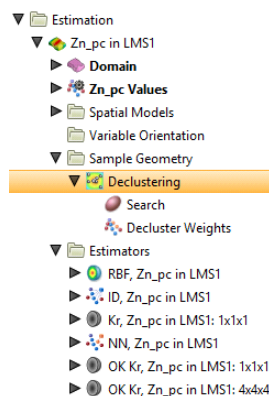 Estimation
Zn_pc in LMS1
Domain
Zn_pc Values
Spatial Models
Variable Orientation
Sample Geometry
Declustering
Search
Decluster Weights
Estimators
RBF, Zn_pc in LMS1
ID, Zn_pc in LMS1
Kr, Zn_pc in LMS1: 1x1x1
NN, Zn_pc in LMS1
OK Kr, Zn_pc in LMS1: 1x1x1
OK Kr, Zn_pc in LMS1: 4x4x4